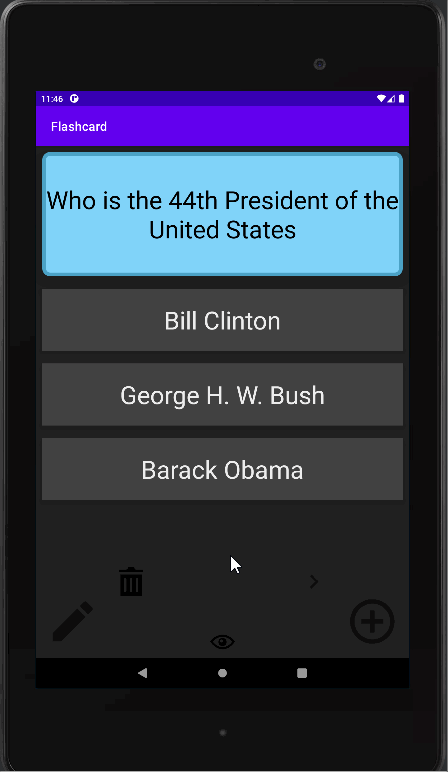 11:46
Flashcard
Who is the 44th President of the
United States
Bill Clinton
George H. W. Bush
Barack Obama